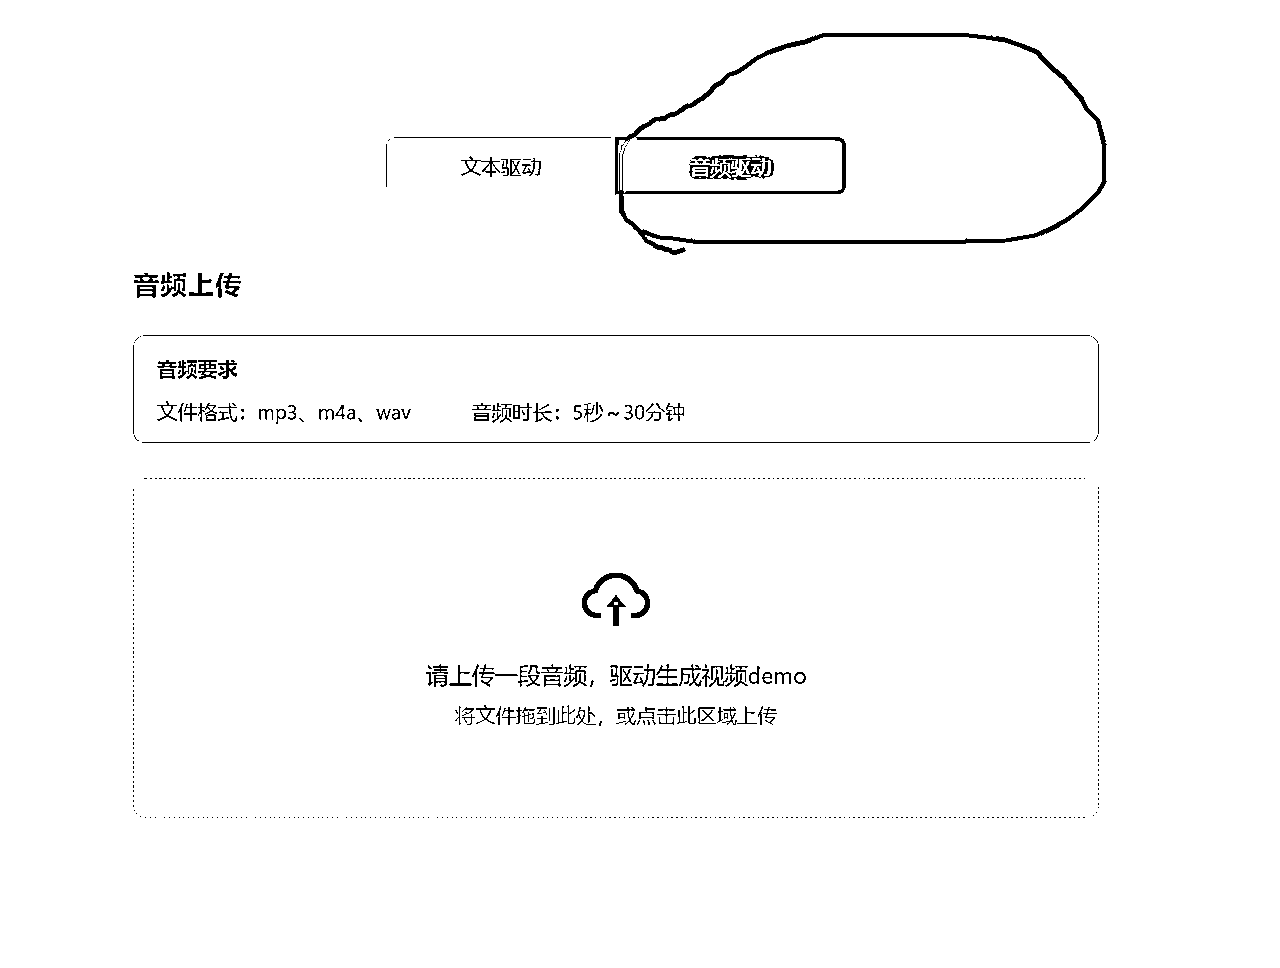 文本驱动 音频驱动
音频上传
音频要求
文件格式：mp3、m4a、wav 音频时长：5秒~30分钟
请上传一段音频，驱动生成视频demo
将文件拖到此处，或点击此区域上传